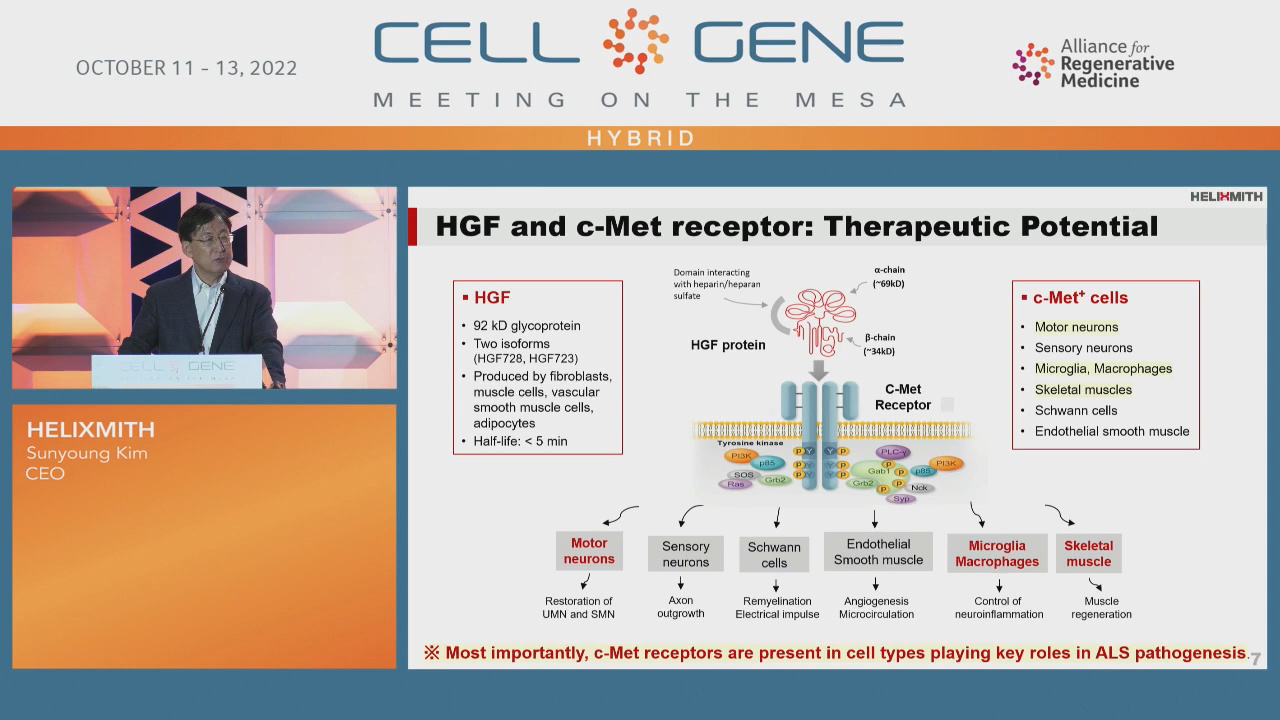 OCTOBER 11 - 13, 2022
CELL GENE
MEETING ON THE MESA
Alliance for
Regenerative
Medicine
HYBRID
CELL GENE
HELIXMITH
Sunyoung Kim
CEO
HELIXMITH
HGF and c-Met receptor: Therapeutic Potential
▪ HGF
• 92 kD glycoprotein
• Two isoforms
(HGF728, HGF723)
• Produced by fibroblasts,
muscle cells, vascular
smooth muscle cells,
adipocytes
• Half-life: < 5 min
Domain interacting
with heparin/heparan
sulfate
α-chain
(~69kD)
HGF protein
β-chain
(~34kD)
C-Met
Receptor
Tyrosine kinase
PI3K
p85
SOS
Ras
Grb2
P Y Y P
P Y Y P
P Y Y P
PLC-γ
P
Gab1
P
p85
PI3K
Grb2
P
P
Nck
Syp
▪ c-Met+ cells
• Motor neurons
• Sensory neurons
• Microglia, Macrophages
• Skeletal muscles
• Schwann cells
• Endothelial smooth muscle
Motor
neurons
Sensory
neurons
Schwann
cells
Endothelial
Smooth muscle
Microglia
Macrophages
Skeletal
muscle
Restoration of
UMN and SMN
Axon
outgrowth
Remyelination
Electrical impulse
Angiogenesis
Microcirculation
Control of
neuroinflammation
Muscle
regeneration
※ Most importantly, c-Met receptors are present in cell types playing key roles in ALS pathogenesis.
7